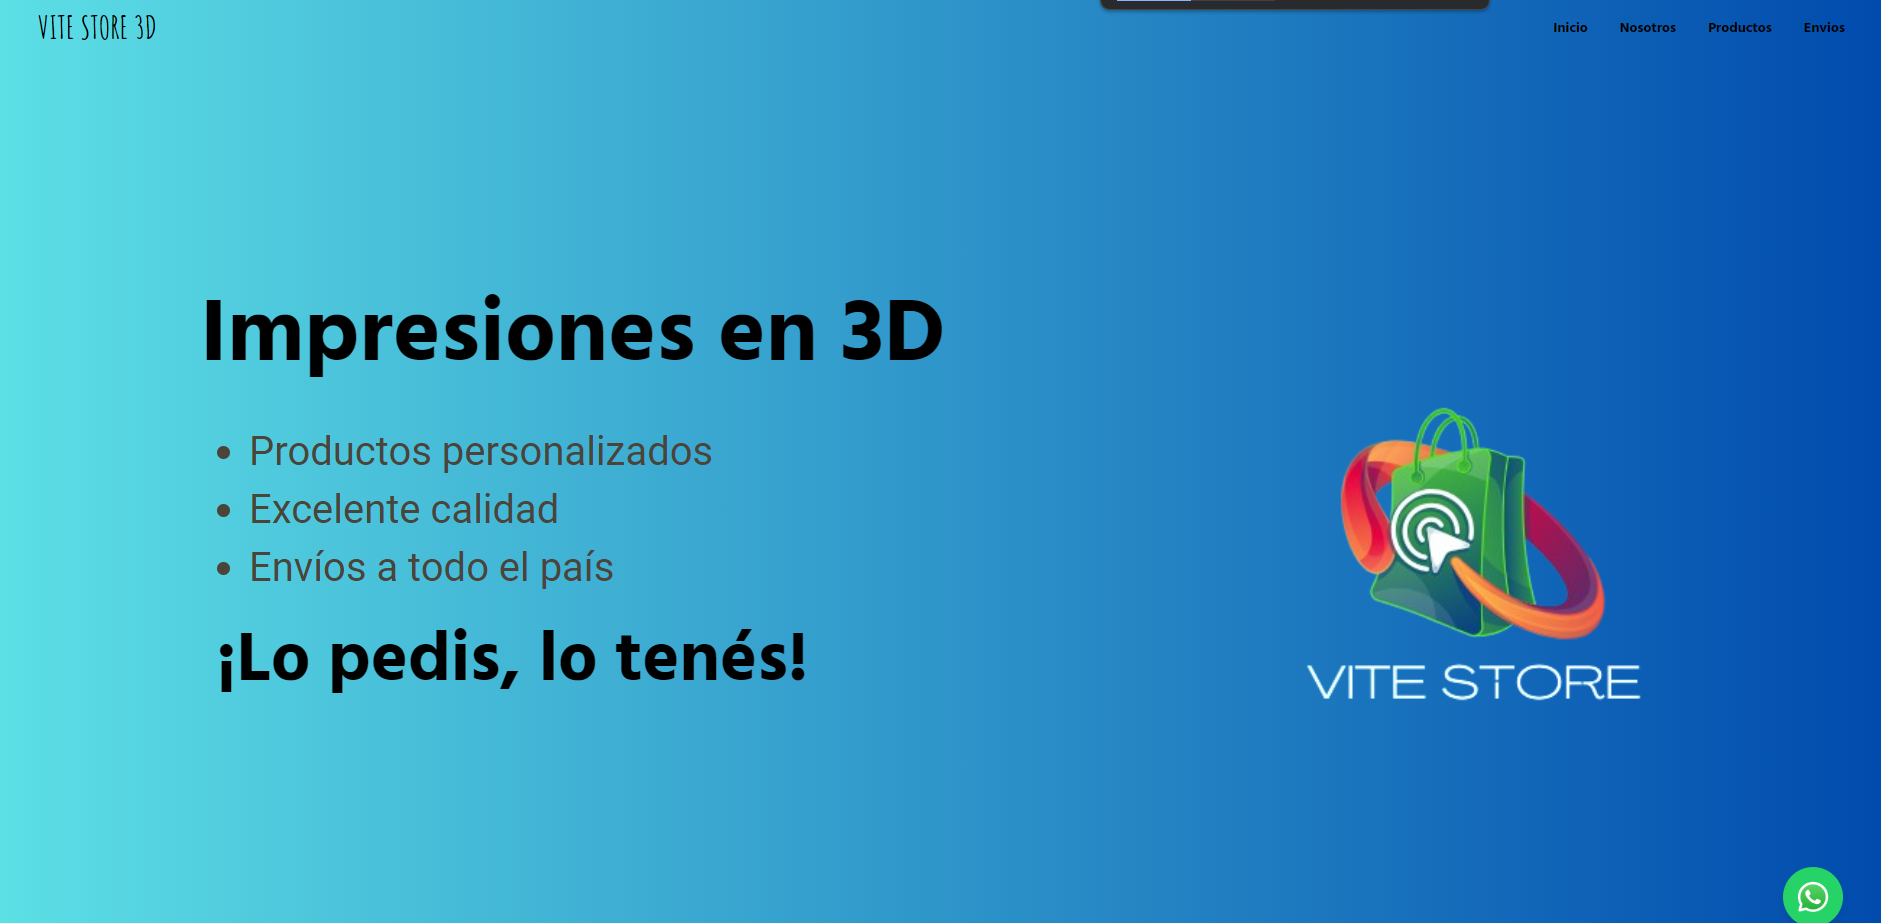 VITE STORE 3D
Inicio Nosotros Productos Envios
Impresiones en 3D
• Productos personalizados
• Excelente calidad
• Envíos a todo el país
¡Lo pedis, lo tenés!
VITE STORE